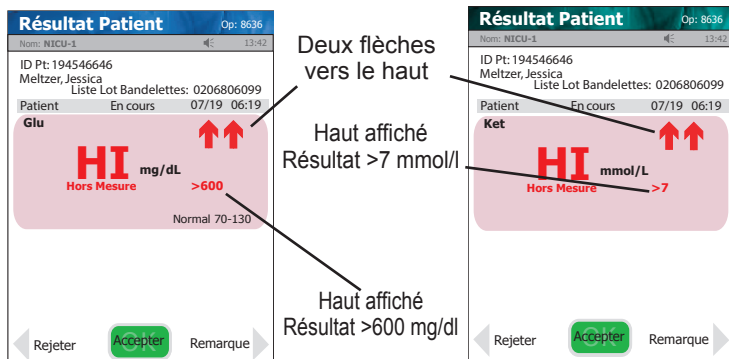 Résultat Patient Op: 8636
Nom: NICU-1 13:42
ID Pt: 194546646
Meltzer, Jessica
Liste Lot Bandelettes: 0206806099
Patient En cours 07/19 06:19
Glu
HI mg/dL
Hors Mesure >600
Normal 70-130
Rejeter
Accepter
OK
Remarque
Deux flèches
vers le haut
Haut affiché
Résultat >7 mmol/l
Haut affiché
Résultat >600 mg/dl
Résultat Patient Op: 8636
Nom: NICU-1 13:42
ID Pt: 194546646
Meltzer, Jessica
Liste Lot Bandelettes: 0206806099
Patient En cours 07/19 06:19
Ket
HI mmol/L
Hors Mesure >7
Rejeter
Accepter
OK
Remarque